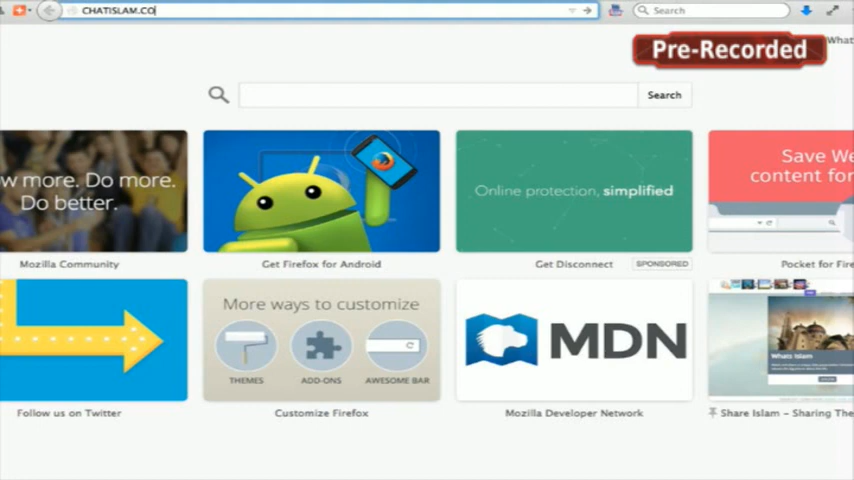 CHATISLAM.CO
Search
What
Pre-Recorded
Search
w more. Do more.
Do better.
Online protection, simplified
Save We
content for
Mozilla Community
Get Firefox for Android
Get Disconnect
SPONSORED
Pocket for Fire
More ways to customize
THEMES
ADD-ONS
AWESOME BAR
MDN
Whats Islam
Follow us on Twitter
Customize Firefox
Mozilla Developer Network
Share Islam – Sharing The